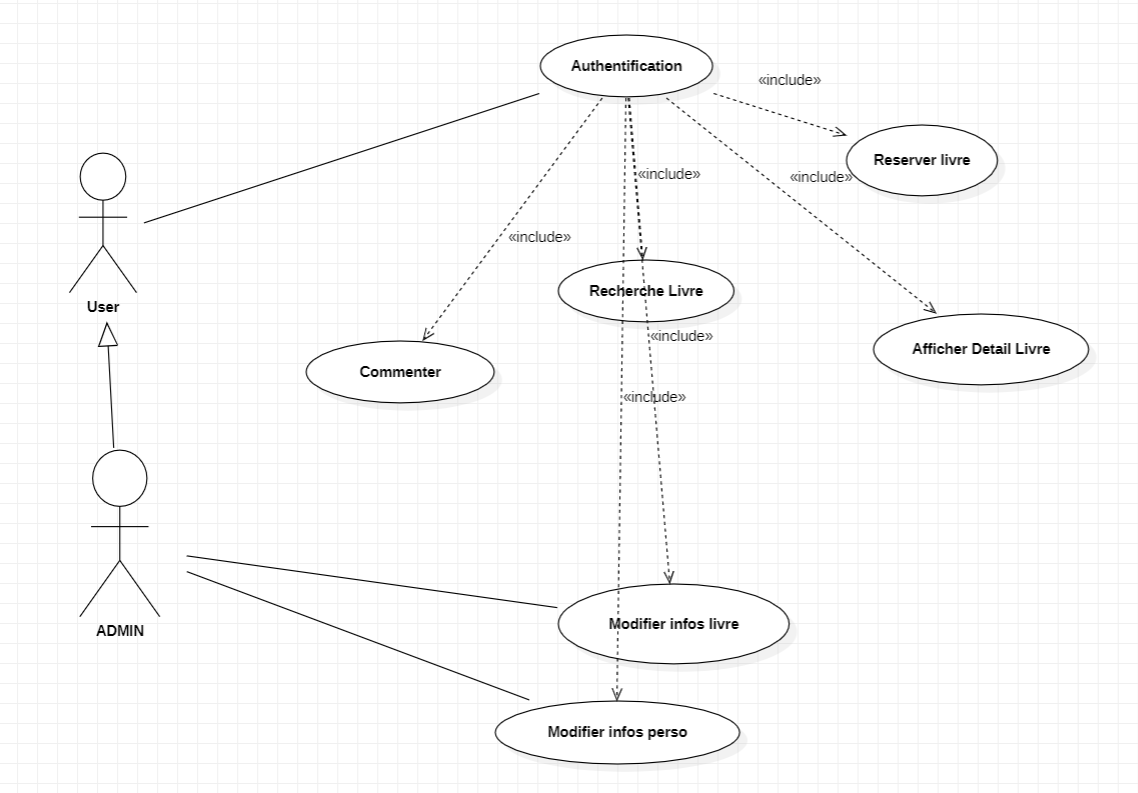 Authentification
«include»
Reserver livre
«include»
«include»
«include»
User
Recherche Livre
«include»
Afficher Detail Livre
Commenter
«include»
ADMIN
Modifier infos livre
Modifier infos perso